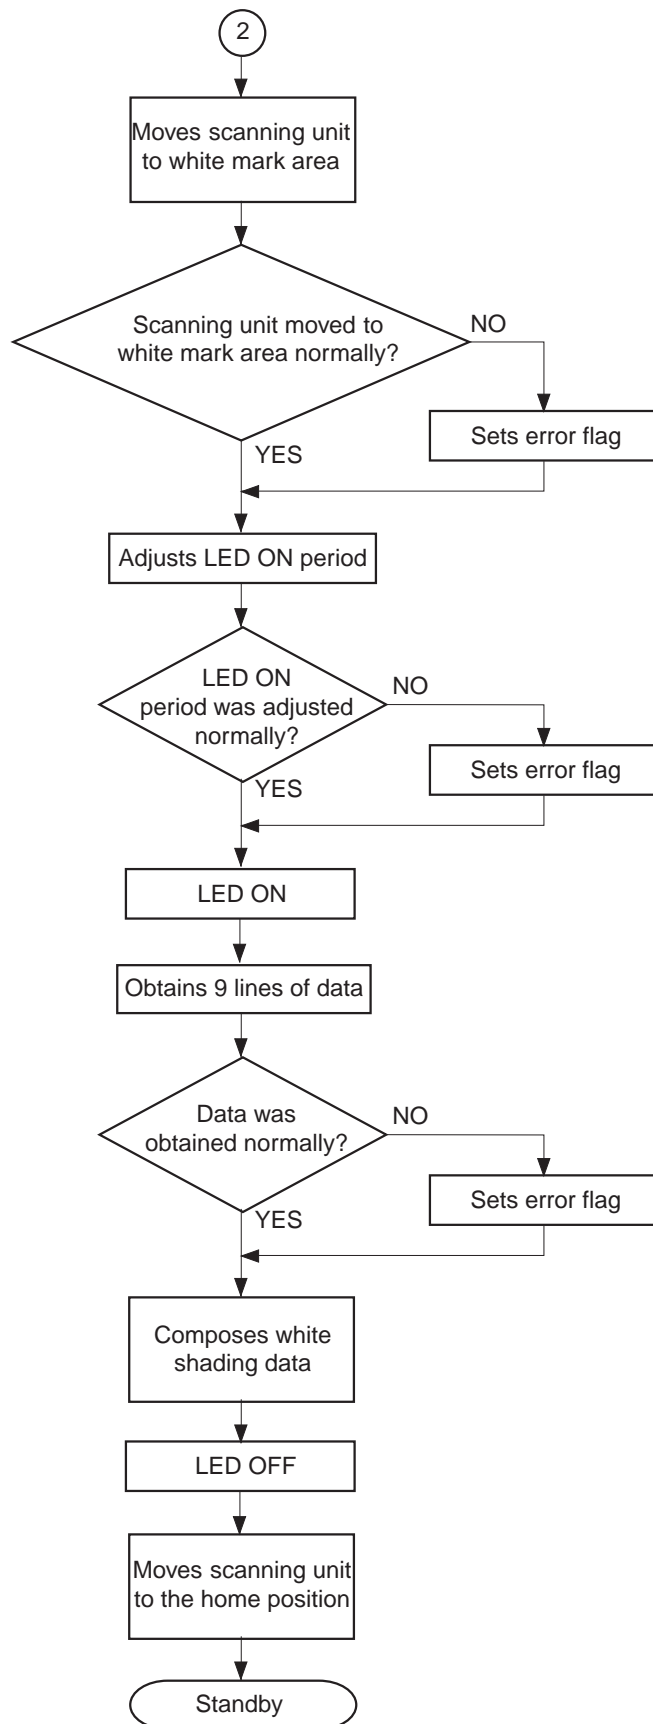 2
Moves scanning unit
to white mark area
Scanning unit moved to
white mark area normally?
NO
Sets error flag
YES
Adjusts LED ON period
LED ON
period was adjusted
normally?
NO
Sets error flag
YES
LED ON
Obtains 9 lines of data
Data was
obtained normally?
NO
Sets error flag
YES
Composes white
shading data
LED OFF
Moves scanning unit
to the home position
Standby